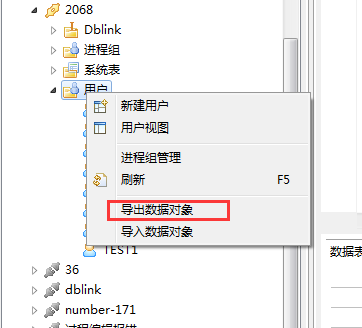 2068
Dblink
进程组
系统表
用户
新建用户
用户视图
进程组管理
刷新 F5
导出数据对象
导入数据对象
TEST1
36
dblink
number-171
数据表